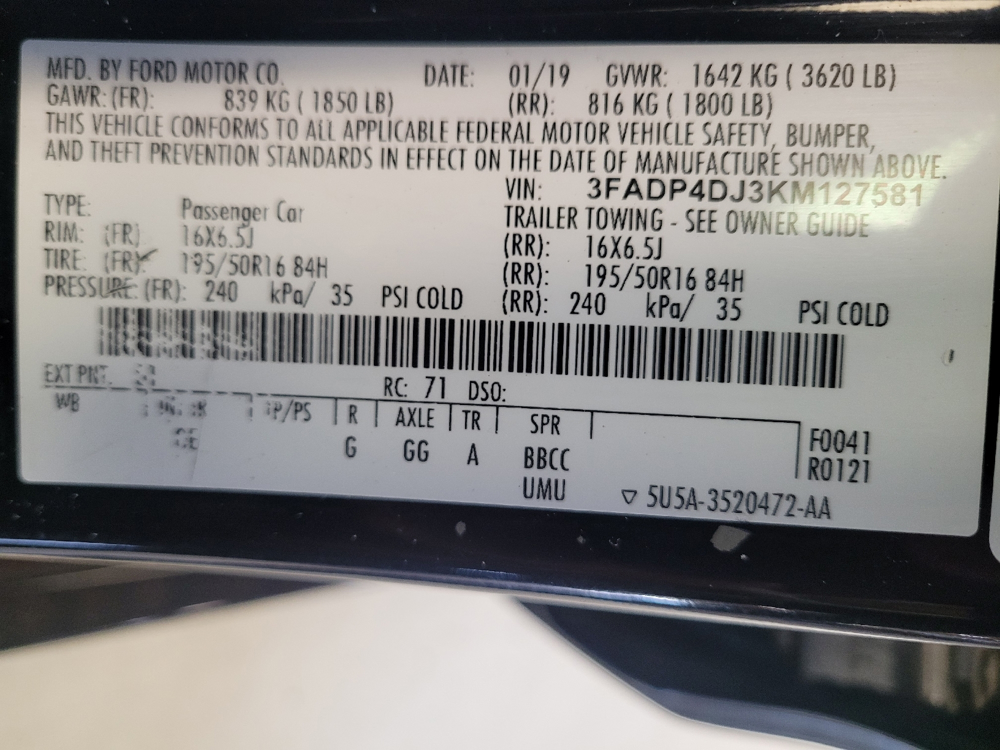 MFD. BY FORD MOTOR CO. DATE: 01/19 GVWR: 1642 KG ( 3620 LB)
GAWR: (FR): 839 KG ( 1850 LB) (RR): 816 KG ( 1800 LB)
THIS VEHICLE CONFORMS TO ALL APPLICABLE FEDERAL MOTOR VEHICLE SAFETY, BUMPER,
AND THEFT PREVENTION STANDARDS IN EFFECT ON THE DATE OF MANUFACTURE SHOWN ABOVE.
VIN: 3FADP4DJ3KM127581
TYPE: Passenger Car TRAILER TOWING - SEE OWNER GUIDE
RIM: (FR) 16X6.5J (RR): 16X6.5J
TIRE: (FR) 195/50R16 84H (RR): 195/50R16 84H
PRESSURE: (FR): 240 kPa/ 35 PSI COLD (RR): 240 kPa/ 35 PSI COLD
EXT PNT: RC: 71 DSO:
WB TP/PS R AXLE TR SPR
G GG A BBCC
UMU
F0041
R0121
▽ 5U5A-3520472-AA